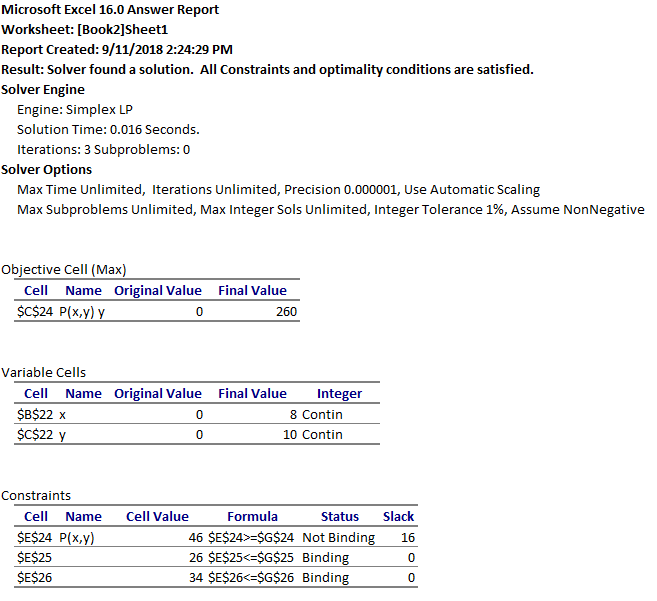 Microsoft Excel 16.0 Answer Report
Worksheet: [Book2]Sheet1
Report Created: 9/11/2018 2:24:29 PM
Result: Solver found a solution.  All Constraints and optimality conditions are satisfied.
Solver Engine
Engine: Simplex LP
Solution Time: 0.016 Seconds.
Iterations: 3 Subproblems: 0
Solver Options
Max Time Unlimited,  Iterations Unlimited, Precision 0.000001, Use Automatic Scaling
Max Subproblems Unlimited, Max Integer Sols Unlimited, Integer Tolerance 1%, Assume NonNegative
Objective Cell (Max)
Cell Name Original Value Final Value
$C$24 P(x,y) y 0 260
Variable Cells
Cell Name Original Value Final Value Integer
$B$22 x 0 8 Contin
$C$22 y 0 10 Contin
Constraints
Cell Name Cell Value Formula Status Slack
$E$24 P(x,y) 46 $E$24>=$G$24 Not Binding 16
$E$25 26 $E$25<=$G$25 Binding 0
$E$26 34 $E$26<=$G$26 Binding 0